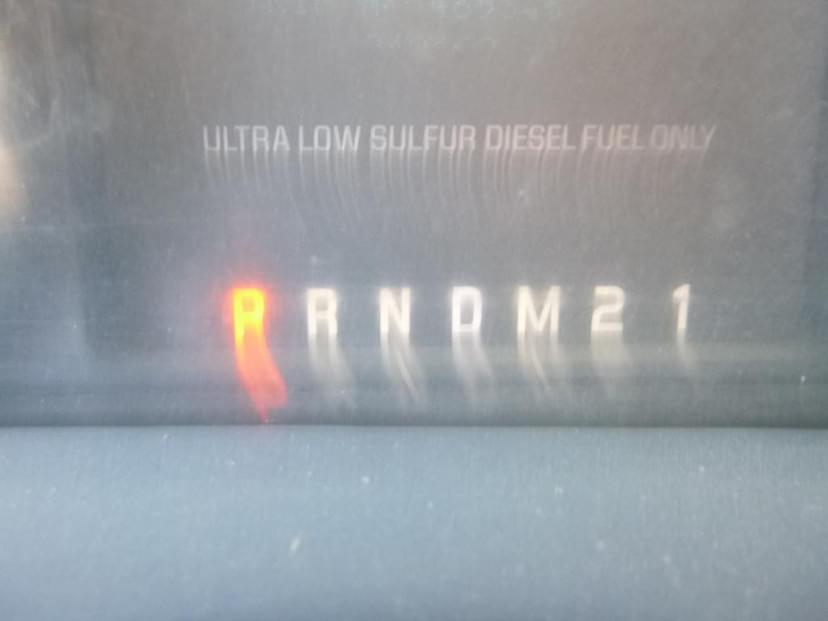 ULTRA LOW SULFUR DIESEL FUEL ONLY
P R N D M 2 1